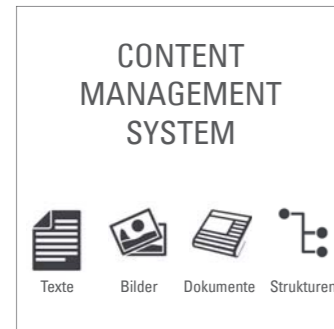 CONTENT
MANAGEMENT
SYSTEM
Texte Bilder Dokumente Strukturen